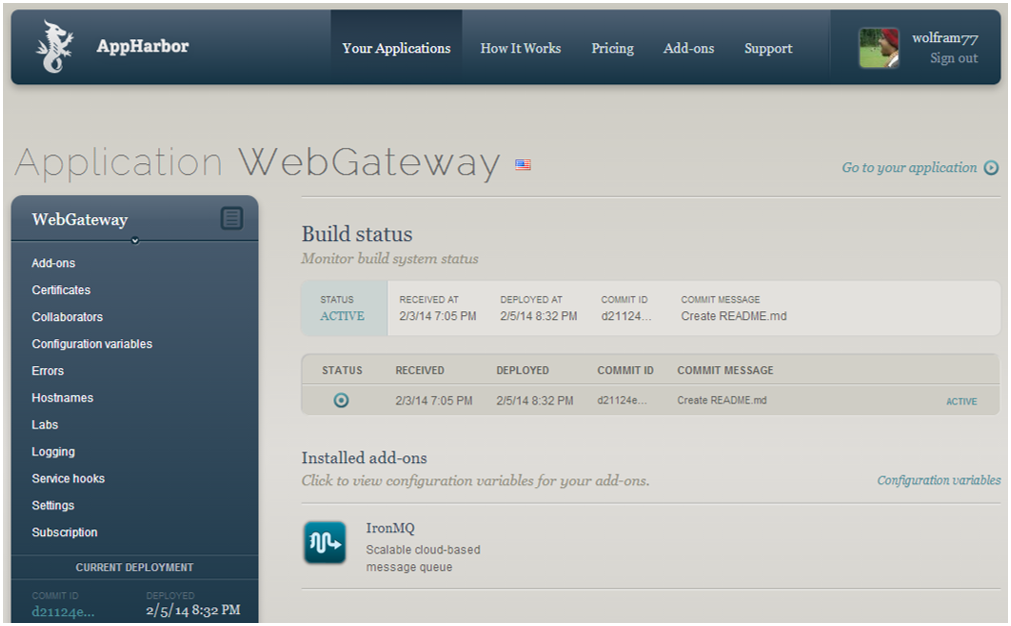 AppHarbor
Your Applications
How It Works
Pricing
Add-ons
Support
wolfram77
Sign out
Application WebGateway
Go to your application
WebGateway
Add-ons
Certificates
Collaborators
Configuration variables
Errors
Hostnames
Labs
Logging
Service hooks
Settings
Subscription
CURRENT DEPLOYMENT
COMMIT ID DEPLOYED
d21124e... 2/5/14 8:32 PM
Build status
Monitor build system status
STATUS RECEIVED AT DEPLOYED AT COMMIT ID COMMIT MESSAGE
ACTIVE 2/3/14 7:05 PM 2/5/14 8:32 PM d21124... Create README.md
STATUS RECEIVED DEPLOYED COMMIT ID COMMIT MESSAGE
2/3/14 7:05 PM 2/5/14 8:32 PM d21124e... Create README.md ACTIVE
Installed add-ons
Click to view configuration variables for your add-ons.
Configuration variables
IronMQ
Scalable cloud-based
message queue